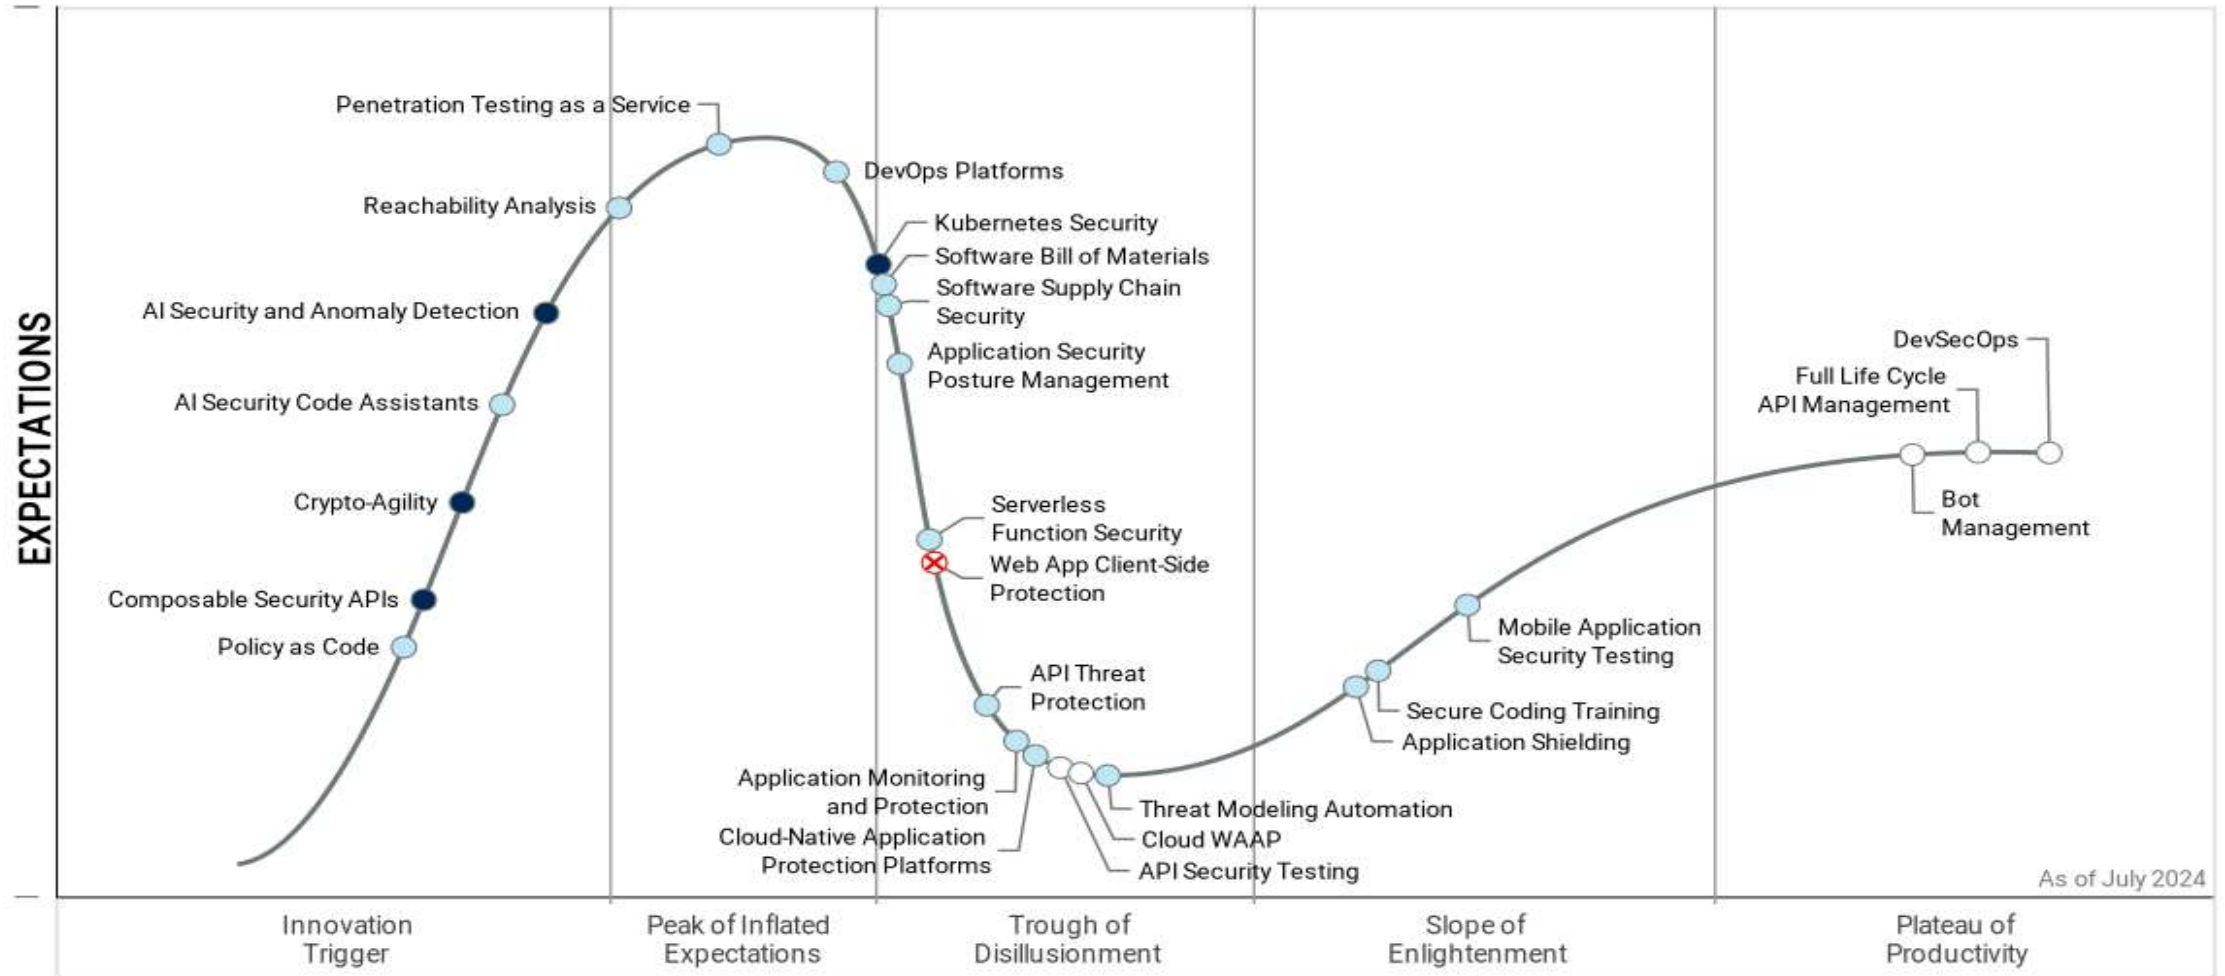 EXPECTATIONS
Penetration Testing as a Service
DevOps Platforms
Reachability Analysis
Kubernetes Security
Software Bill of Materials
Software Supply Chain
Security
AI Security and Anomaly Detection
Application Security
Posture Management
AI Security Code Assistants
Crypto-Agility
Serverless
Function Security
Web App Client-Side
Protection
Composable Security APIs
Policy as Code
API Threat
Protection
Application Monitoring
and Protection
Cloud-Native Application
Protection Platforms
Threat Modeling Automation
Cloud WAAP
API Security Testing
Mobile Application
Security Testing
Secure Coding Training
Application Shielding
DevSecOps
Full Life Cycle
API Management
Bot
Management
As of July 2024
Innovation
Trigger
Peak of Inflated
Expectations
Trough of
Disillusionment
Slope of
Enlightenment
Plateau of
Productivity